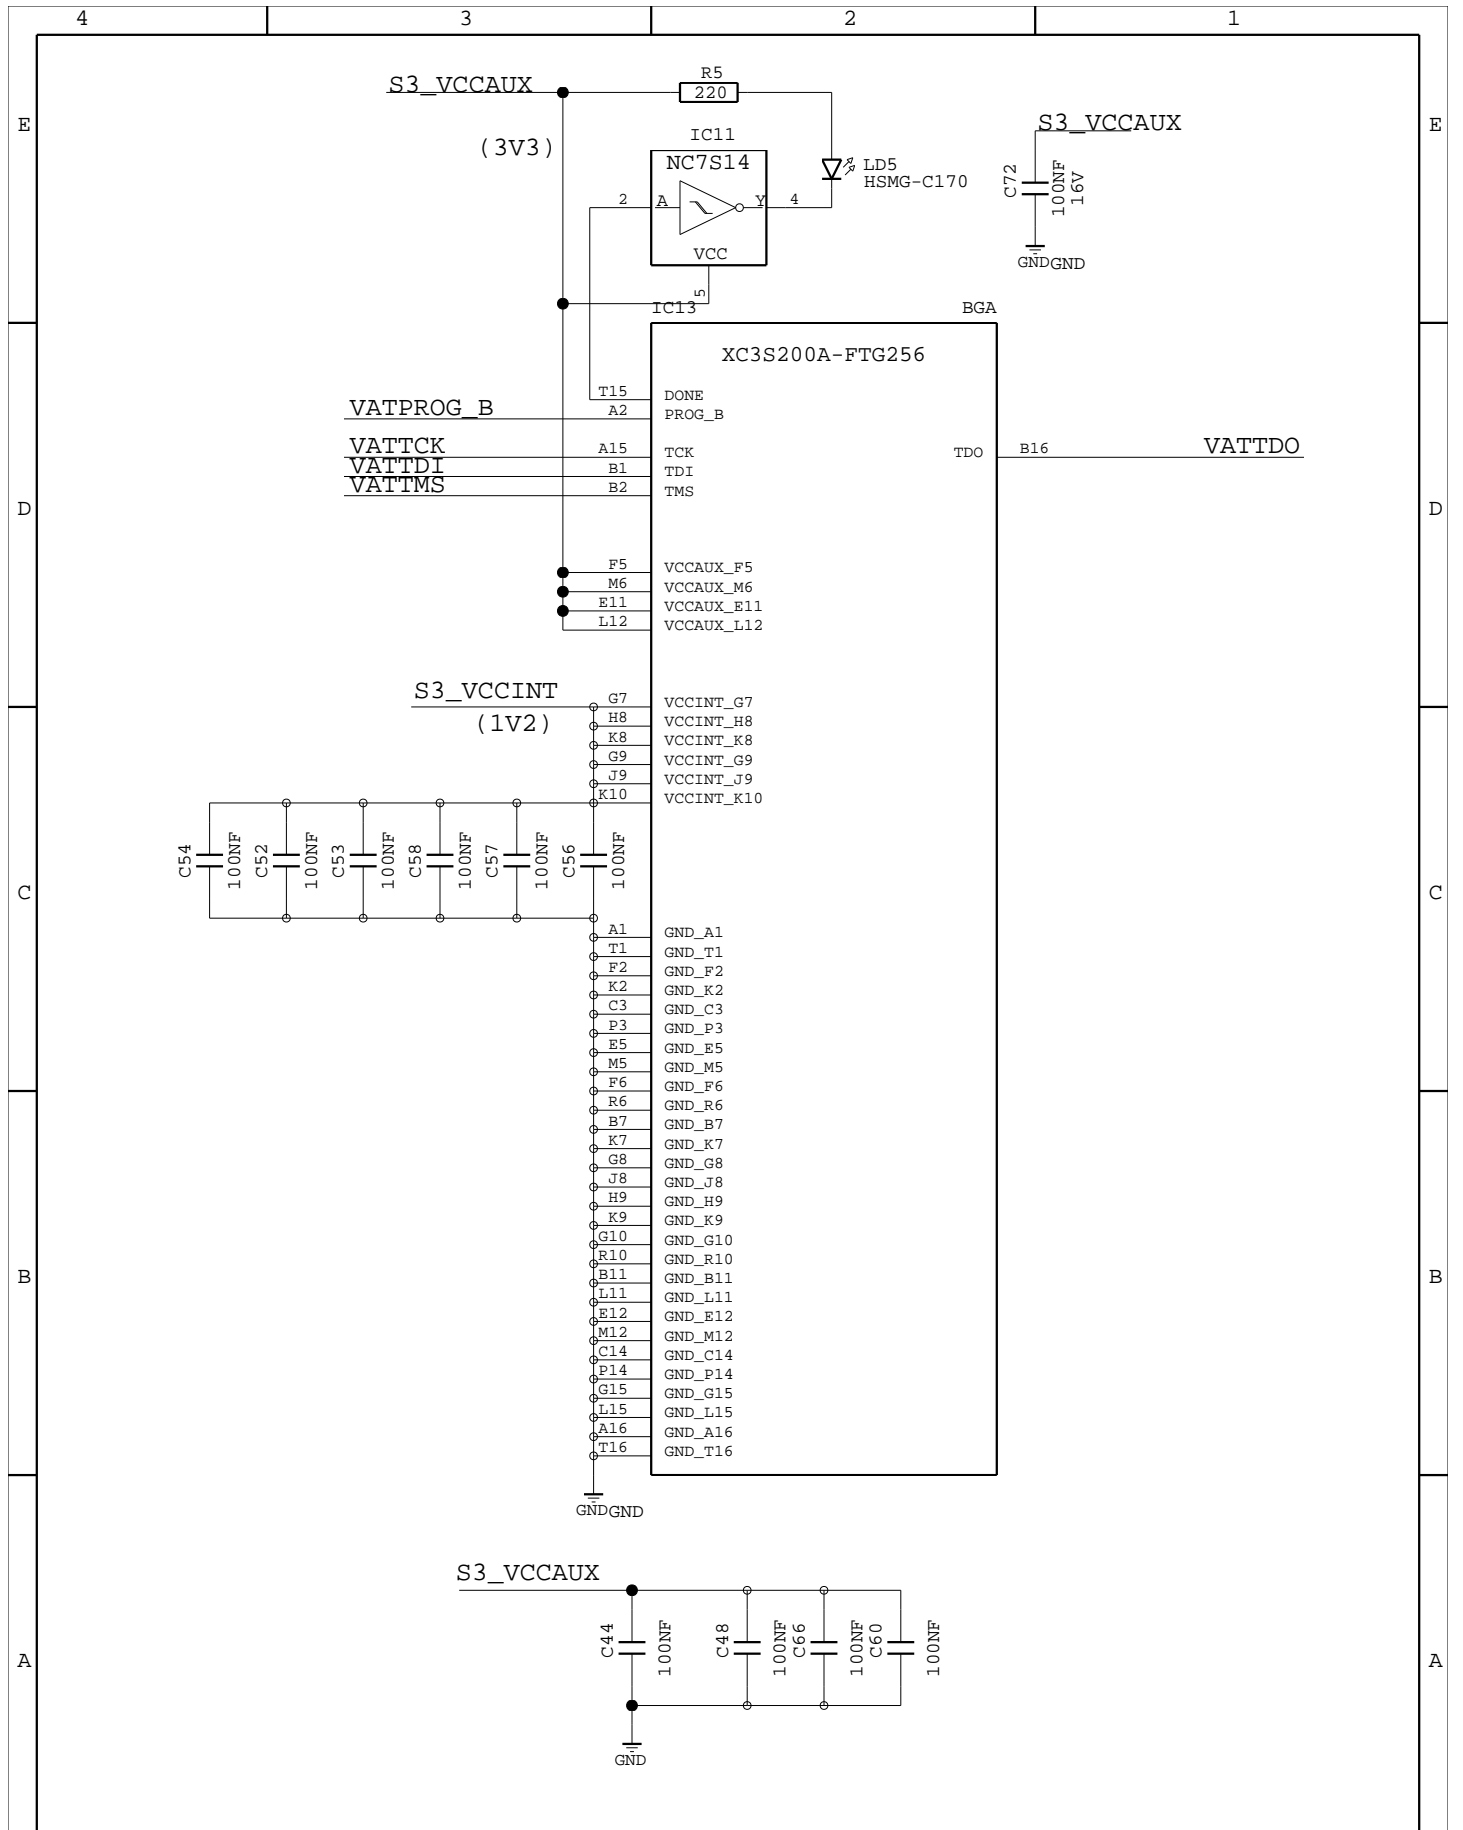 4 3 2 1
R5
S3_VCCAUX 220
E E
S3_VCCAUX
IC11
(3V3)
NC7S14
LD5
HSMG-C170
C72
100NF
16V
2 A Y 4
VCC
GNDGND
5
IC13 BGA
XC3S200A-FTG256
T15 DONE
VATPROG_B A2 PROG_B
VATTCK A15 TCK TDO B16 VATTDO
VATTDI B1 TDI
VATTMS B2 TMS
D D
F5 VCCAUX_F5
M6 VCCAUX_M6
E11 VCCAUX_E11
L12 VCCAUX_L12
S3_VCCINT G7 VCCINT_G7
(1V2) H8 VCCINT_H8
K8 VCCINT_K8
G9 VCCINT_G9
J9 VCCINT_J9
K10 VCCINT_K10
C54 100NF C52 100NF C53 100NF C58 100NF C57 100NF C56 100NF
C C
A1 GND_A1
T1 GND_T1
F2 GND_F2
K2 GND_K2
C3 GND_C3
P3 GND_P3
E5 GND_E5
M5 GND_M5
F6 GND_F6
R6 GND_R6
B7 GND_B7
K7 GND_K7
G8 GND_G8
J8 GND_J8
H9 GND_H9
K9 GND_K9
G10 GND_G10
R10 GND_R10
B B11 GND_B11 B
L11 GND_L11
E12 GND_E12
M12 GND_M12
C14 GND_C14
P14 GND_P14
G15 GND_G15
L15 GND_L15
A16 GND_A16
T16 GND_T16
GNDGND
S3_VCCAUX
C44 100NF C48 100NF C66 100NF C60 100NF
A A
GND